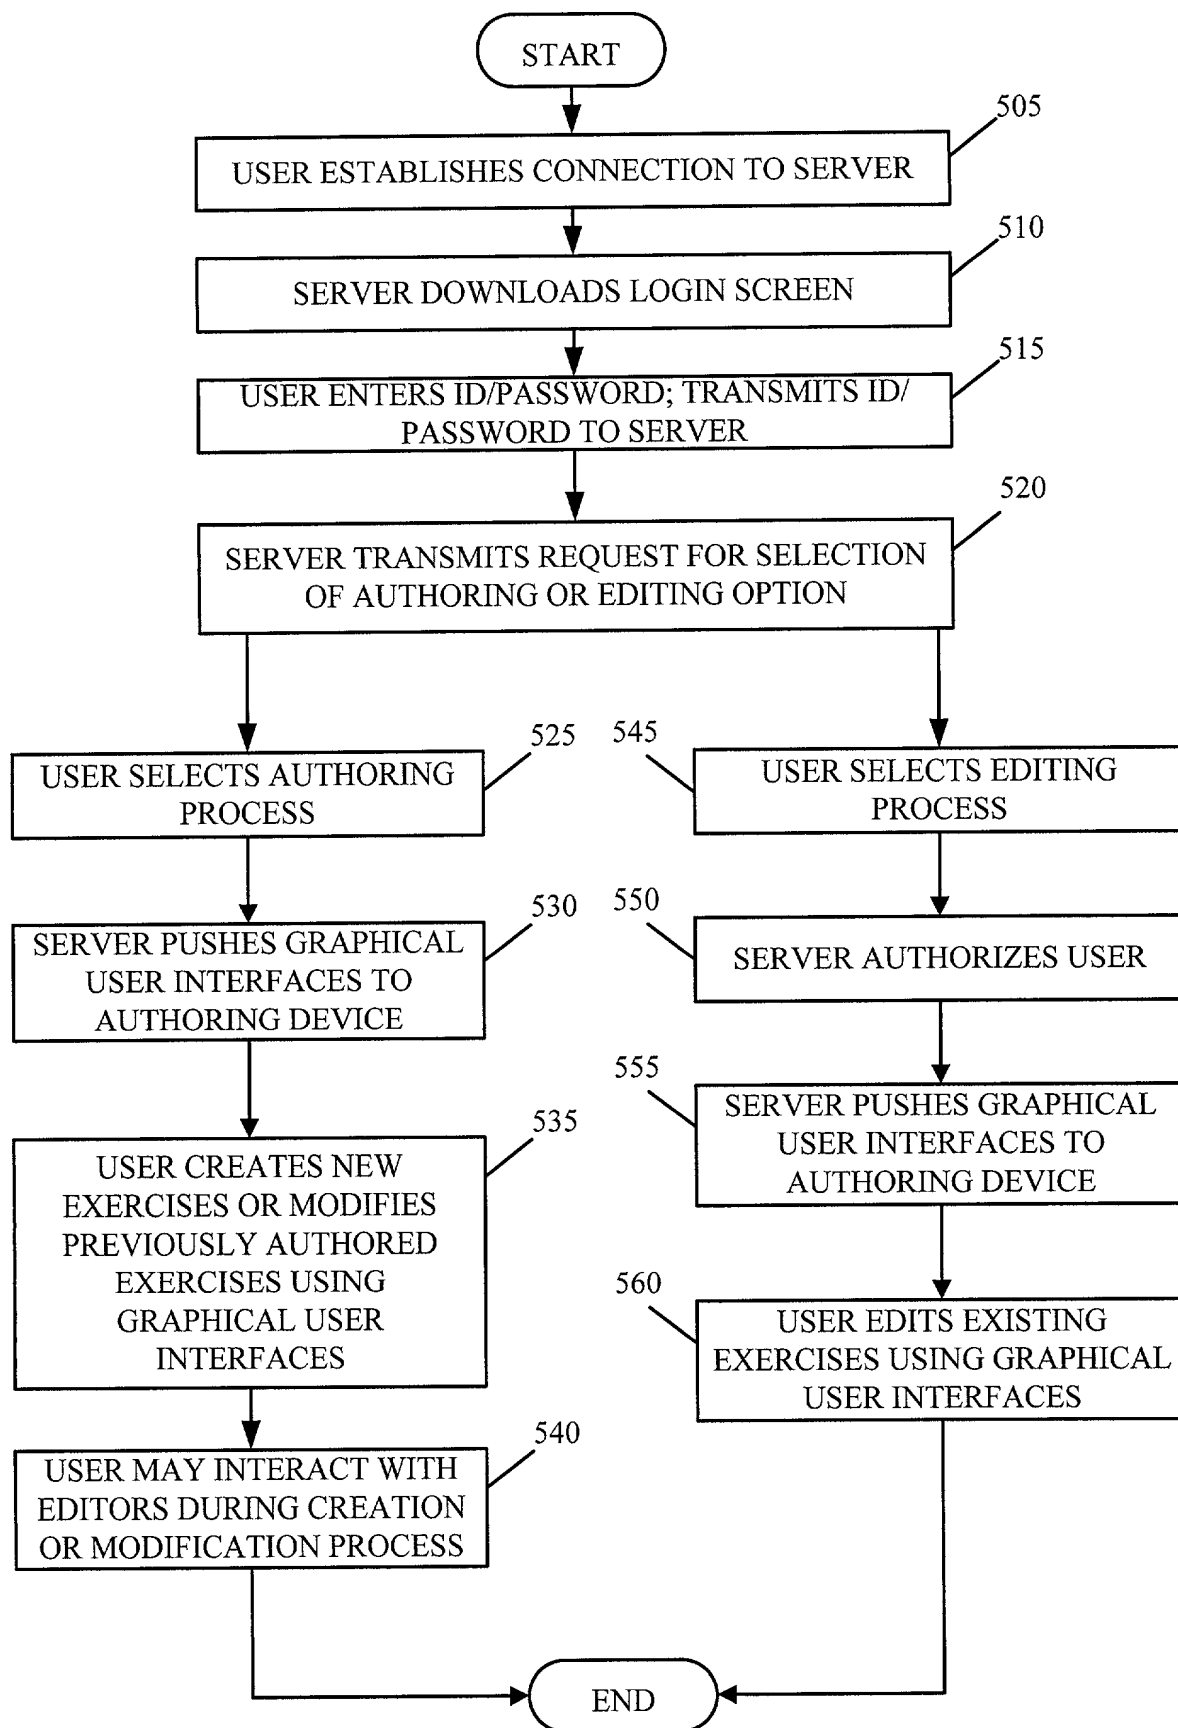 START
505
USER ESTABLISHES CONNECTION TO SERVER
510
SERVER DOWNLOADS LOGIN SCREEN
515
USER ENTERS ID/PASSWORD; TRANSMITS ID/
PASSWORD TO SERVER
520
SERVER TRANSMITS REQUEST FOR SELECTION
OF AUTHORING OR EDITING OPTION
525
USER SELECTS AUTHORING
PROCESS
530
SERVER PUSHES GRAPHICAL
USER INTERFACES TO
AUTHORING DEVICE
535
USER CREATES NEW
EXERCISES OR MODIFIES
PREVIOUSLY AUTHORED
EXERCISES USING
GRAPHICAL USER
INTERFACES
540
USER MAY INTERACT WITH
EDITORS DURING CREATION
OR MODIFICATION PROCESS
545
USER SELECTS EDITING
PROCESS
550
SERVER AUTHORIZES USER
555
SERVER PUSHES GRAPHICAL
USER INTERFACES TO
AUTHORING DEVICE
560
USER EDITS EXISTING
EXERCISES USING GRAPHICAL
USER INTERFACES
END